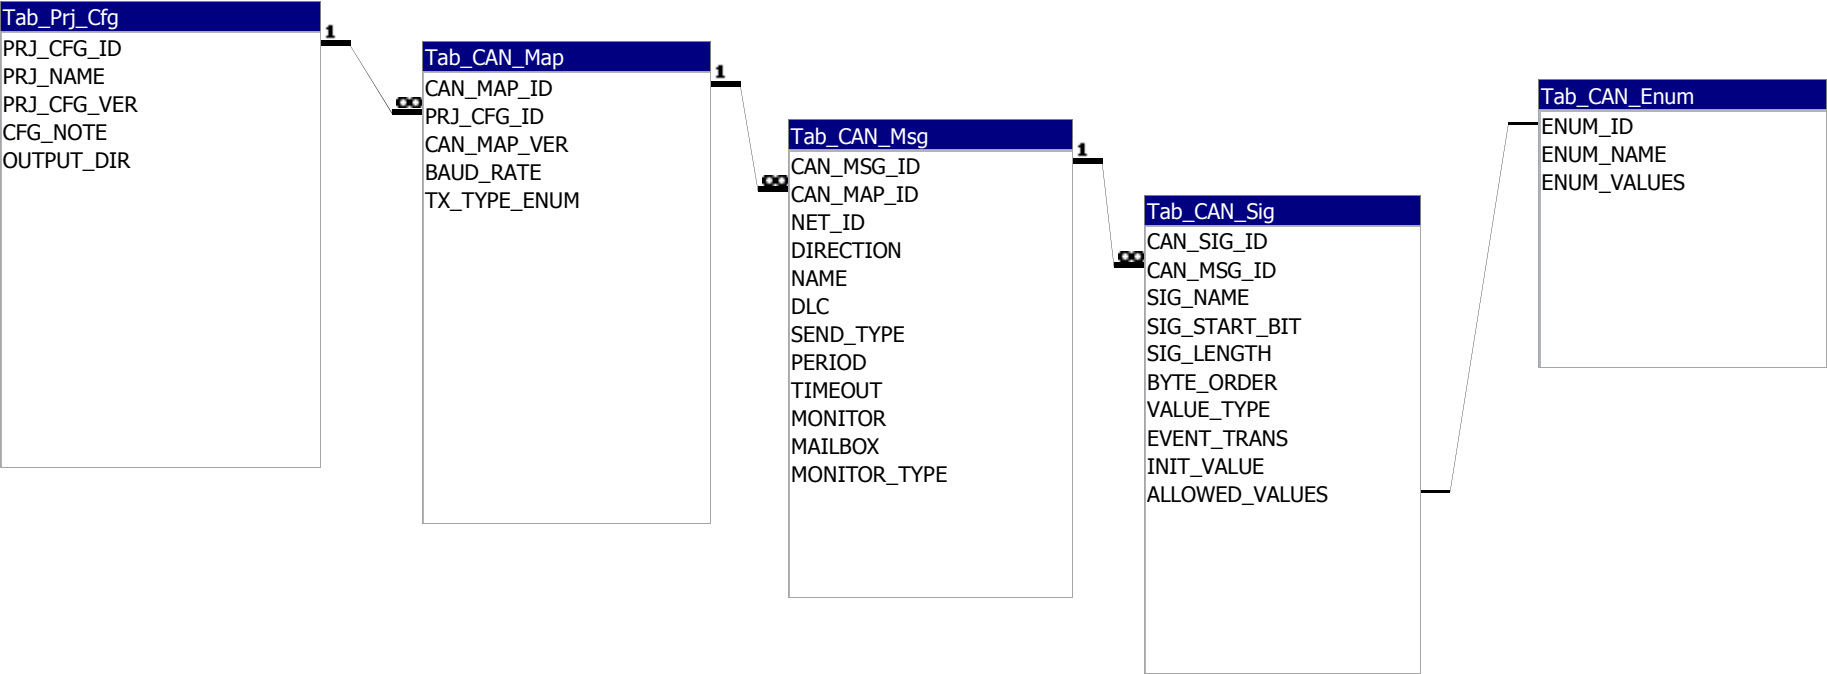 Tab_Prj_Cfg
PRJ_CFG_ID
PRJ_NAME
PRJ_CFG_VER
CFG_NOTE
OUTPUT_DIR
1
∞
Tab_CAN_Map
CAN_MAP_ID
PRJ_CFG_ID
CAN_MAP_VER
BAUD_RATE
TX_TYPE_ENUM
1
∞
Tab_CAN_Msg
CAN_MSG_ID
CAN_MAP_ID
NET_ID
DIRECTION
NAME
DLC
SEND_TYPE
PERIOD
TIMEOUT
MONITOR
MAILBOX
MONITOR_TYPE
1
∞
Tab_CAN_Sig
CAN_SIG_ID
CAN_MSG_ID
SIG_NAME
SIG_START_BIT
SIG_LENGTH
BYTE_ORDER
VALUE_TYPE
EVENT_TRANS
INIT_VALUE
ALLOWED_VALUES
Tab_CAN_Enum
ENUM_ID
ENUM_NAME
ENUM_VALUES